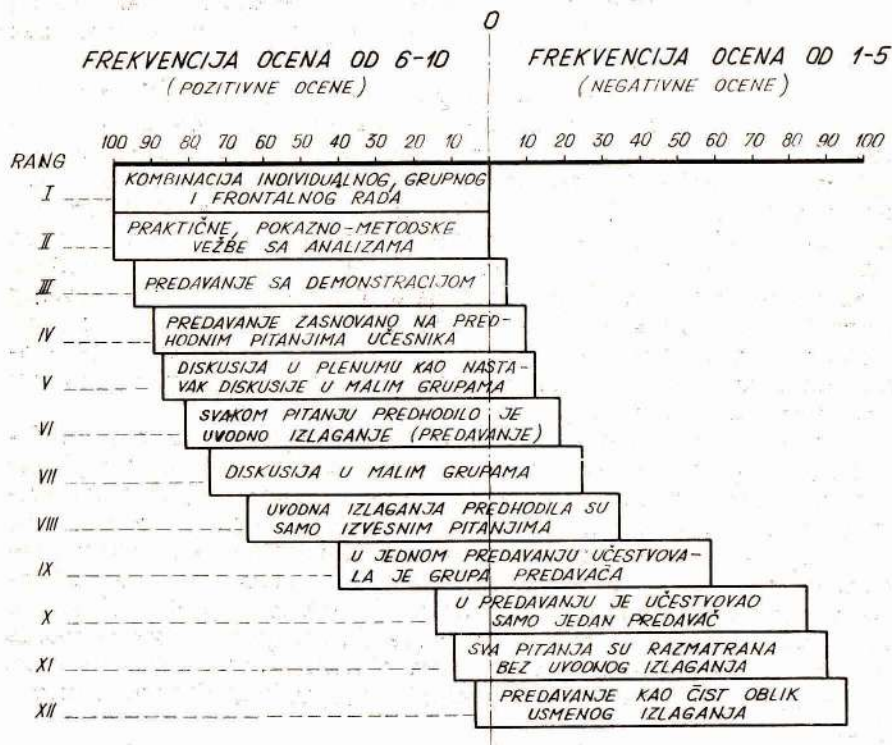 0
FREKVENCIJA OCENA OD 6-10 FREKVENCIJA OCENA OD 1-5
(POZITIVNE OCENE) (NEGATIVNE OCENE)
100 90 80 70 60 50 40 30 20 10 10 20 30 40 50 60 70 80 90 100
RANG
I KOMBINACIJA INDIVIDUALNOG, GRUPNOG
I FRONTALNOG RADA
II PRAKTIČNE, POKAZNO-METODSKE
VEŽBE SA ANALIZAMA
III PREDAVANJE SA DEMONSTRACIJOM
IV PREDAVANJE ZASNOVANO NA PRED-
HODNIM PITANJIMA UČESNIKA
V DISKUSIJA U PLENUMU KAO NASTA-
VAK DISKUSIJE U MALIM GRUPAMA
VI SVAKOM PITANJU PREDHODILO JE
UVODNO IZLAGANJE (PREDAVANJE)
VII DISKUSIJA U MALIM GRUPAMA
VIII UVODNA IZLAGANJA PREDHODILA SU
SAMO IZVESNIM PITANJIMA
IX U JEDNOM PREDAVANJU UČESTVOVA-
LA JE GRUPA PREDAVAČA
X U PREDAVANJU JE UČESTVOVAO
SAMO JEDAN PREDAVAČ
XI SVA PITANJA SU RAZMATRANA
BEZ UVODNOG IZLAGANJA
XII PREDAVANJE KAO ČIST OBLIK
USMENOG IZLAGANJA